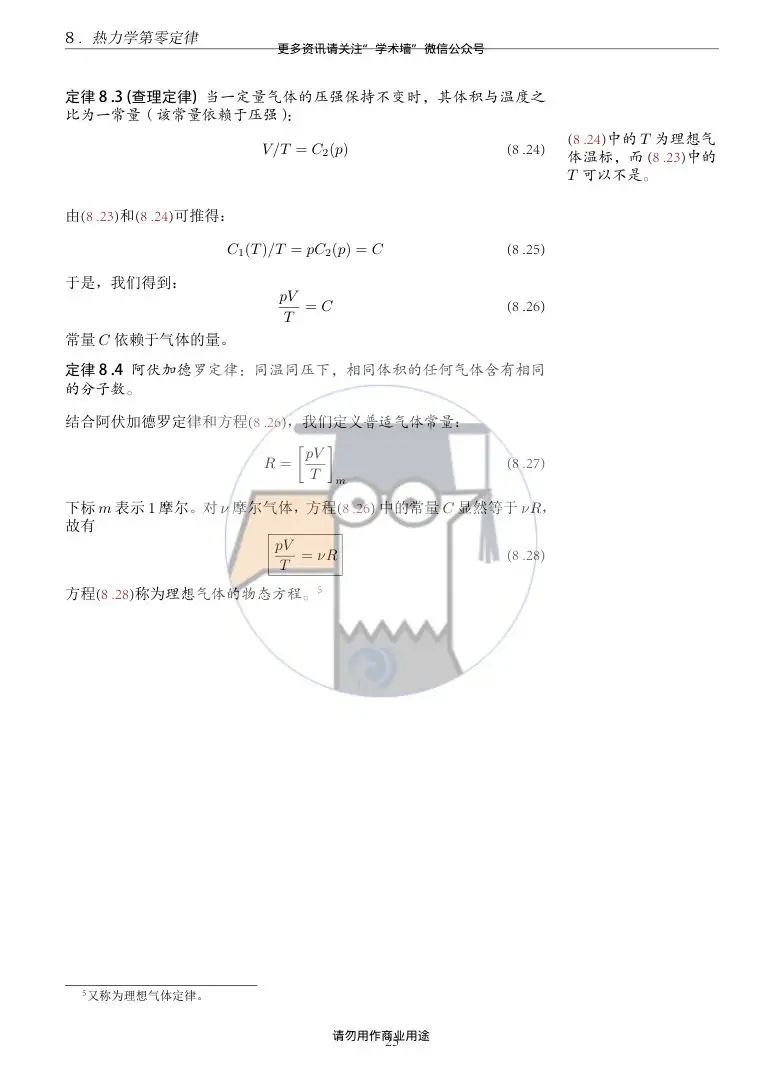 8 . 热力学第零定律
更多资讯请关注“学术墙”微信公众号
定律 8 .3 (查理定律) 当一定量气体的压强保持不变时，其体积与温度之
比为一常量（该常量依赖于压强）：
V/T = C₂(p) (8 .24)
(8 .24)中的 T 为理想气
体温标，而 (8 .23)中的
T 可以不是。
由(8 .23)和(8 .24)可推得：
C₁(T)/T = pC₂(p) = C (8 .25)
于是，我们得到：
pV/T = C (8 .26)
常量 C 依赖于气体的量。
定律 8 .4 阿伏加德罗定律：同温同压下，相同体积的任何气体含有相同
的分子数。
结合阿伏加德罗定律和方程(8 .26)，我们定义普适气体常量：
R = [pV/T]ₘ (8 .27)
下标 m 表示 1 摩尔。对 ν 摩尔气体，方程(8 .26) 中的常量 C 显然等于 νR，
故有
pV/T = νR (8 .28)
方程(8 .28)称为理想气体的物态方程。⁵
⁵又称为理想气体定律。
请勿用作商业用途